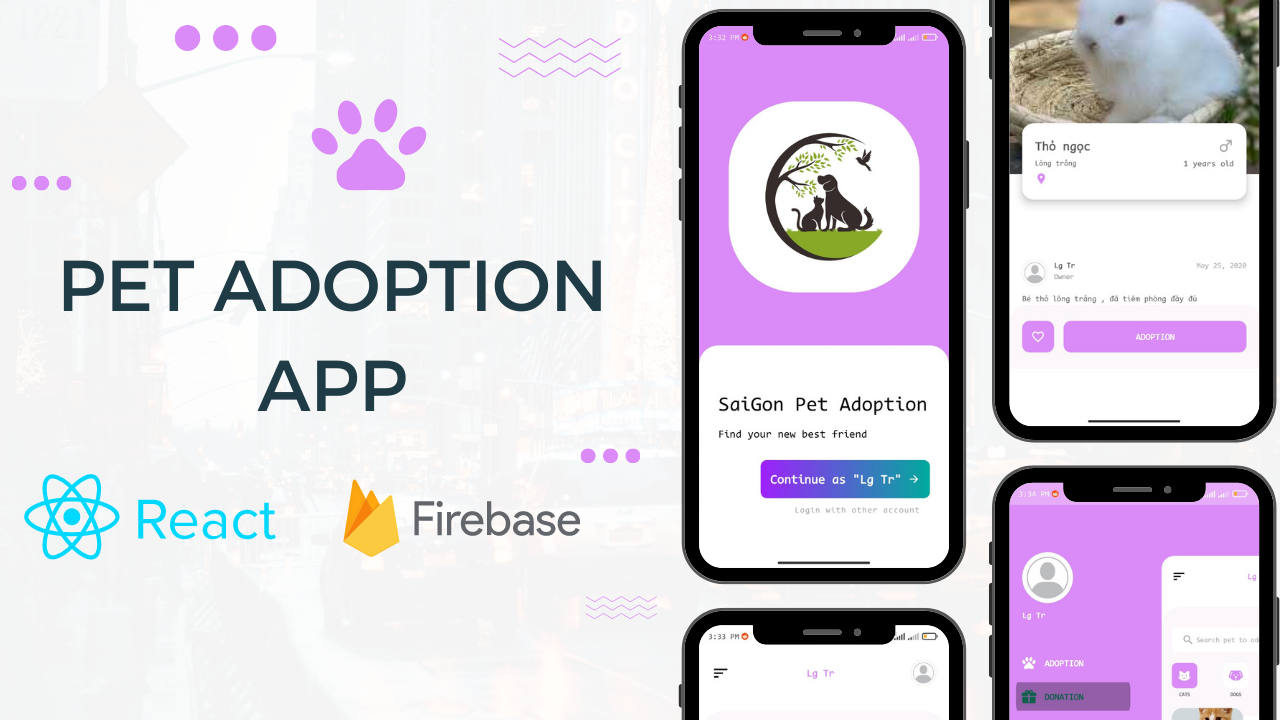 PET ADOPTION
APP
React
Firebase
3:32 PM
SaiGon Pet Adoption
Find your new best friend
Continue as "Lg Tr" →
Login with other account
3:33 PM
Lg Tr
Thỏ ngọc
Lông trắng
1 years old
Lg Tr
May 25, 2020
Owner
Bé thỏ lông trắng , đã tiêm phòng đầy đủ
ADOPTION
3:34 PM
Lg Tr
ADOPTION
DONATION
Lg
Search pet to ad
CATS
DOGS